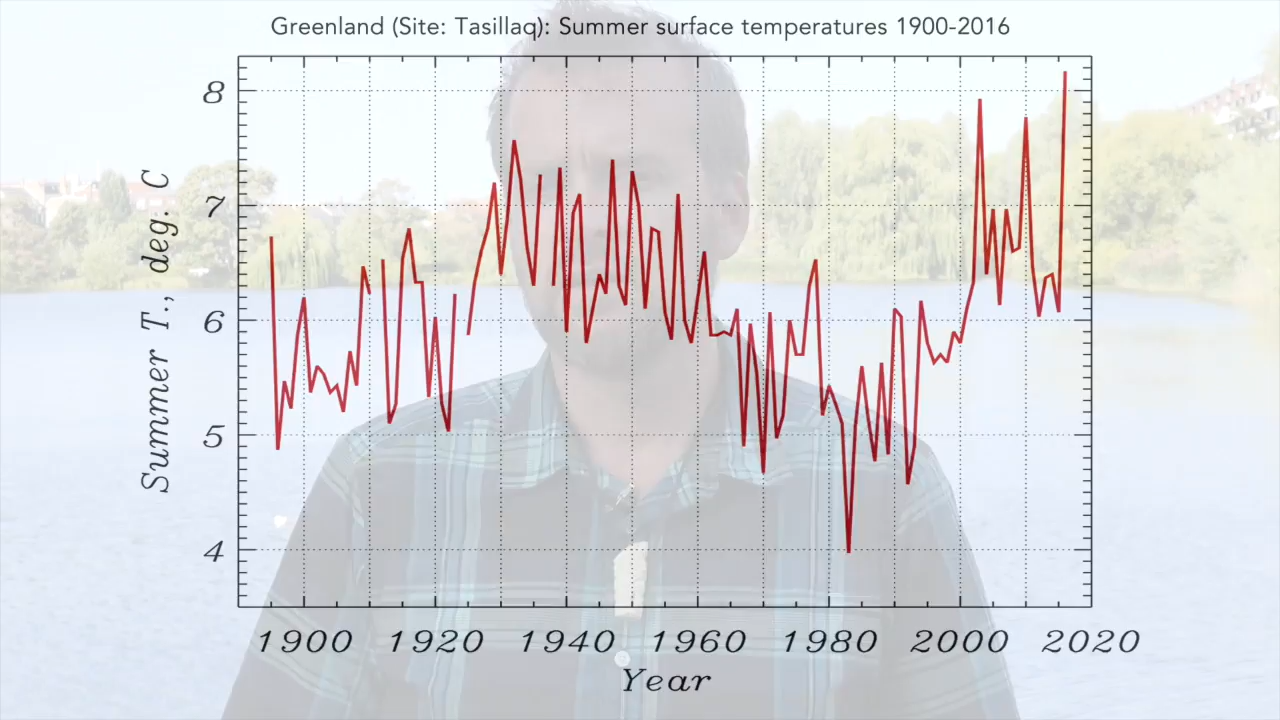 Greenland (Site: Tasillaq): Summer surface temperatures 1900-2016
8
7
6
5
4
Summer T., deg. C
1900 1920 1940 1960 1980 2000 2020
Year